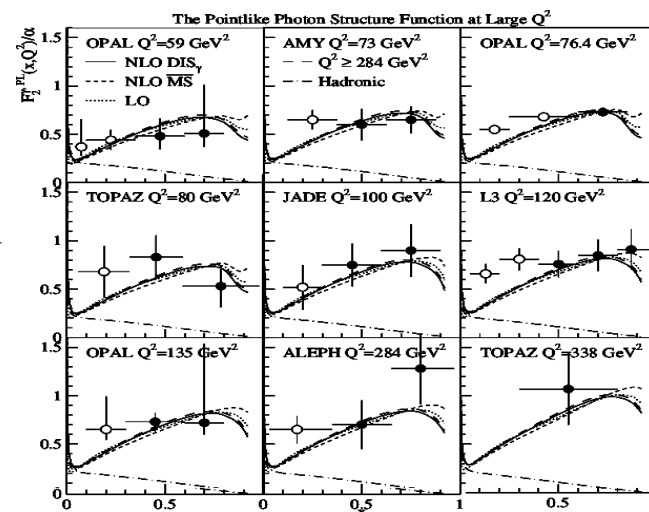 The Pointlike Photon Structure Function at Large Q²
F₂^γ,PL(x,Q²)/α
OPAL Q²=59 GeV²
NLO DISᵧ
NLO M̅S̅
LO
AMY Q²=73 GeV²
Q² ≥ 284 GeV²
Hadronic
OPAL Q²=76.4 GeV²
1.5
1
0.5
0
TOPAZ Q²=80 GeV²
JADE Q²=100 GeV²
L3 Q²=120 GeV²
1.5
1
0.5
0
OPAL Q²=135 GeV²
ALEPH Q²=284 GeV²
TOPAZ Q²=338 GeV²
1.5
1
0.5
0
0 0.5 0 0.5 1 0.5